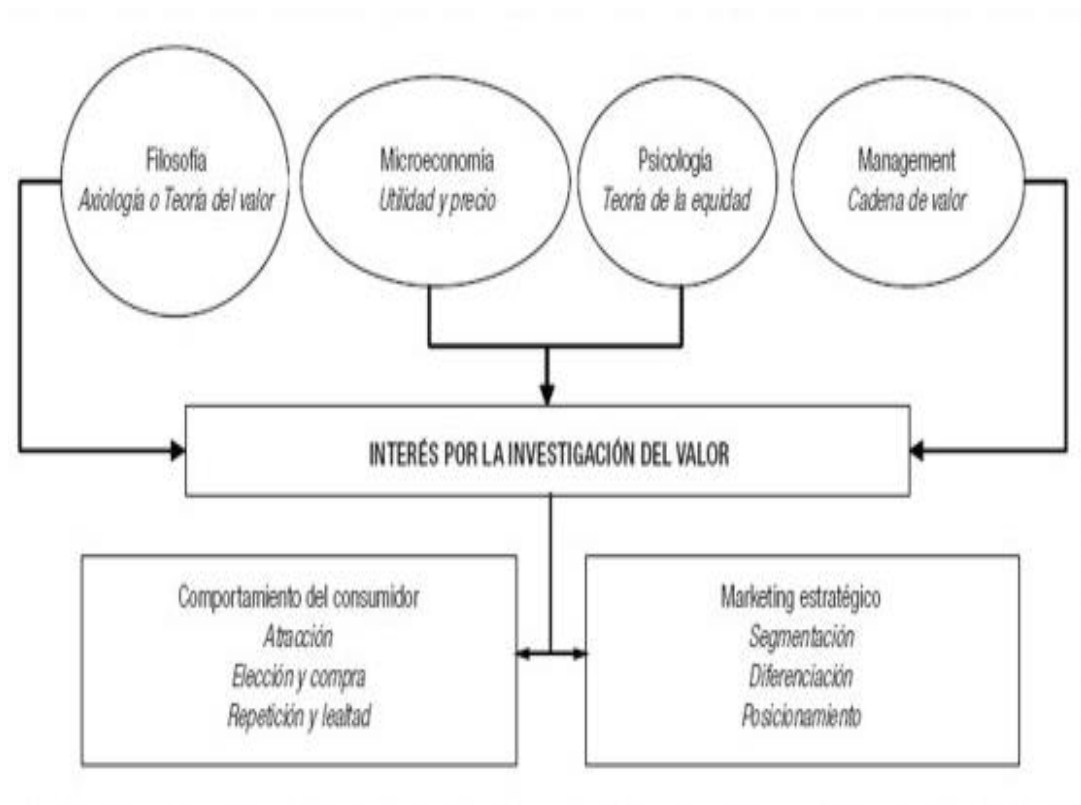 Filosofía
Axiología o Teoría del valor
Microeconomía
Utilidad y precio
Psicología
Teoría de la equidad
Management
Cadena de valor
INTERÉS POR LA INVESTIGACIÓN DEL VALOR
Comportamiento del consumidor
Atracción
Elección y compra
Repetición y lealtad
Marketing estratégico
Segmentación
Diferenciación
Posicionamiento